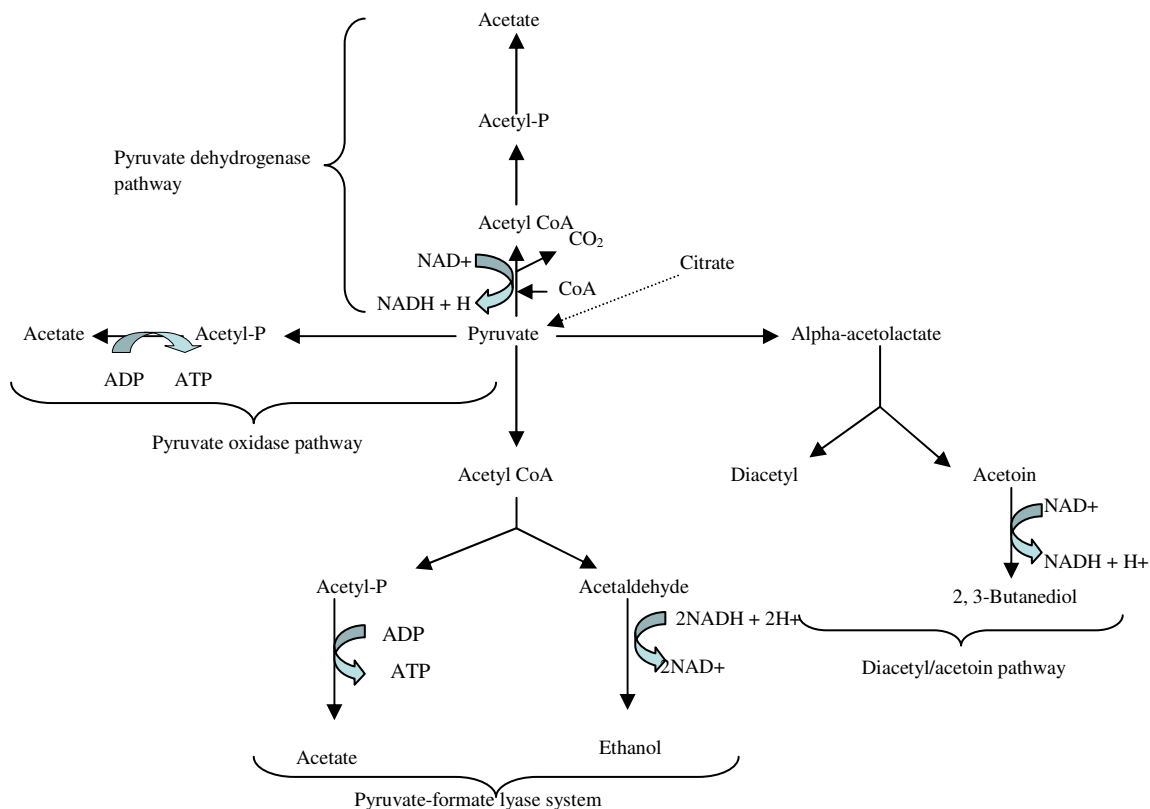 Acetate
Acetyl-P
Pyruvate dehydrogenase
pathway
Acetyl CoA
CO2
NAD+
Citrate
CoA
NADH + H
Acetate
Acetyl-P
Pyruvate
Alpha-acetolactate
ADP
ATP
Pyruvate oxidase pathway
Acetyl CoA
Diacetyl
Acetoin
NAD+
NADH + H+
Acetyl-P
Acetaldehyde
2, 3-Butanediol
ADP
2NADH + 2H+
ATP
2NAD+
Diacetyl/acetoin pathway
Acetate
Ethanol
Pyruvate-formate lyase system